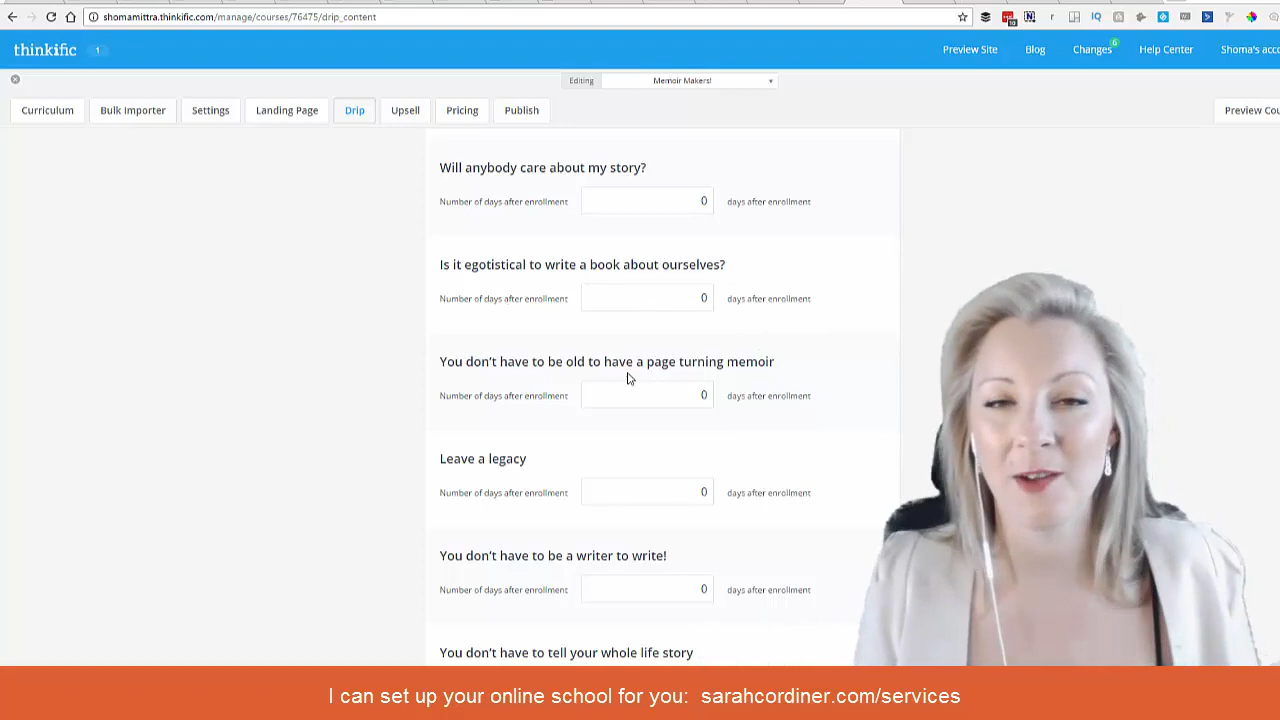 shomamittra.thinkific.com/manage/courses/76475/drip_content
thinkific 1 Preview Site Blog Changes 6 Help Center Shoma's acco
Editing Memoir Makers!
Curriculum Bulk Importer Settings Landing Page Drip Upsell Pricing Publish Preview Cou
Will anybody care about my story?
Number of days after enrollment 0 days after enrollment
Is it egotistical to write a book about ourselves?
Number of days after enrollment 0 days after enrollment
You don't have to be old to have a page turning memoir
Number of days after enrollment 0 days after enrollment
Leave a legacy
Number of days after enrollment 0 days after enrollment
You don't have to be a writer to write!
Number of days after enrollment 0 days after enrollment
You don't have to tell your whole life story
I can set up your online school for you: sarahcordiner.com/services